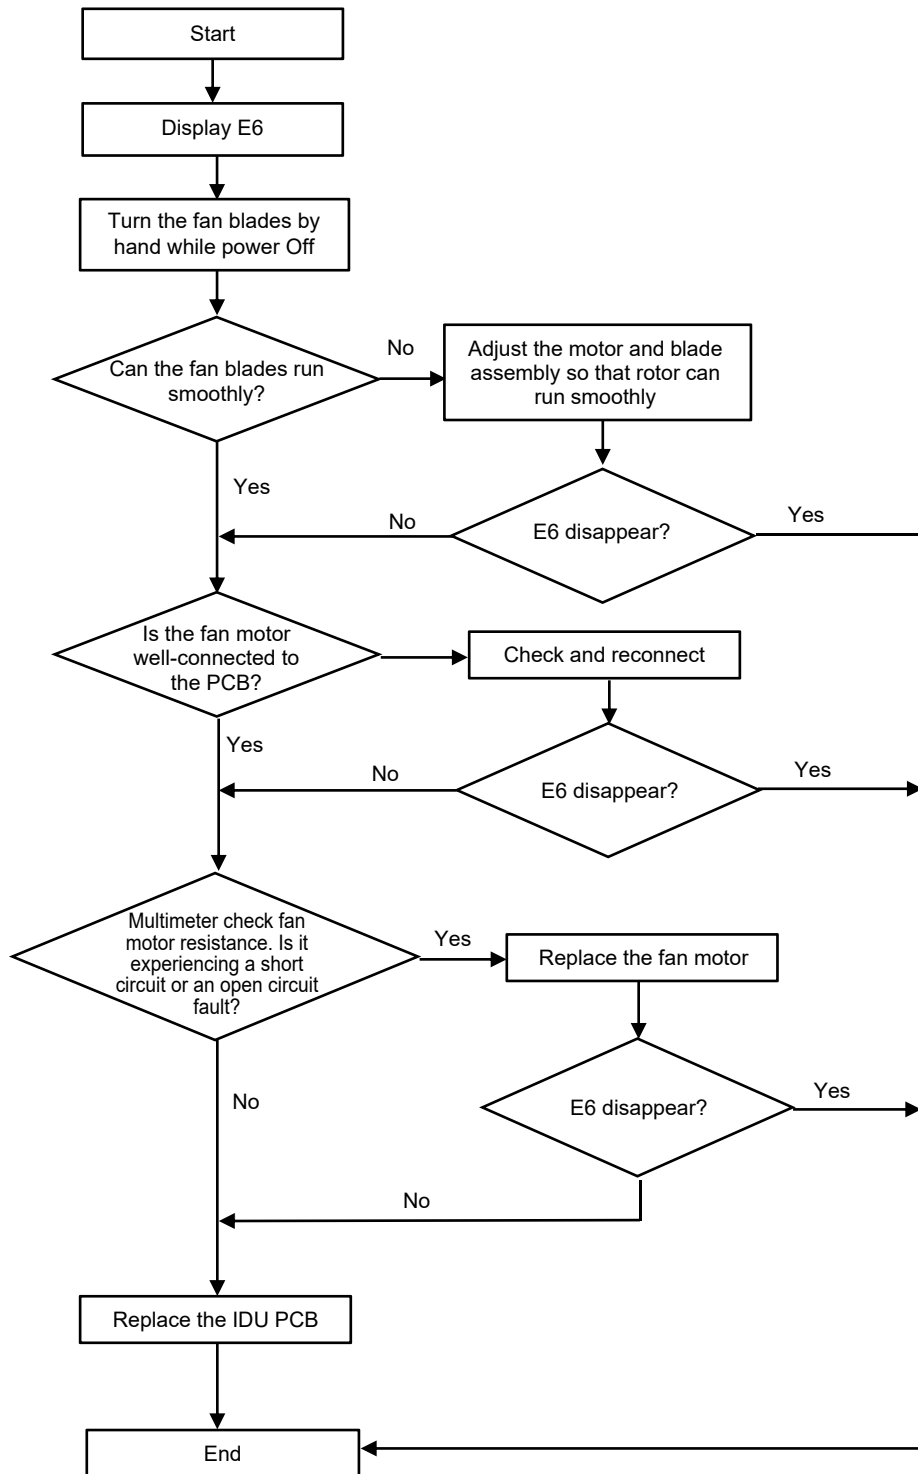 Start
Display E6
Turn the fan blades by
hand while power Off
Can the fan blades run
smoothly?
No
Adjust the motor and blade
assembly so that rotor can
run smoothly
Yes
No
E6 disappear?
Yes
Is the fan motor
well-connected to
the PCB?
Check and reconnect
Yes
No
E6 disappear?
Yes
Multimeter check fan
motor resistance. Is it
experiencing a short
circuit or an open circuit
fault?
Yes
Replace the fan motor
No
E6 disappear?
Yes
No
Replace the IDU PCB
End